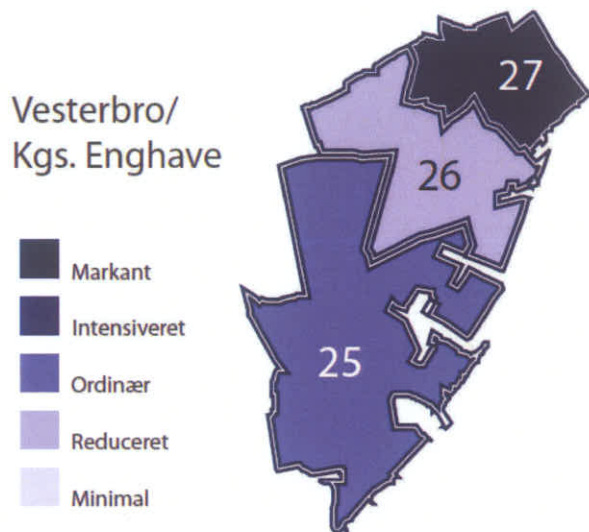 27
Vesterbro/
Kgs. Enghave
26
Markant
Intensiveret
Ordinær
25
Reduceret
Minimal